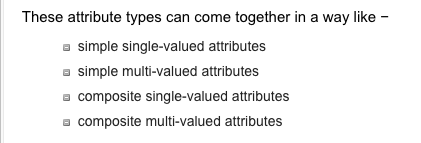 These attribute types can come together in a way like −
simple single-valued attributes
simple multi-valued attributes
composite single-valued attributes
composite multi-valued attributes